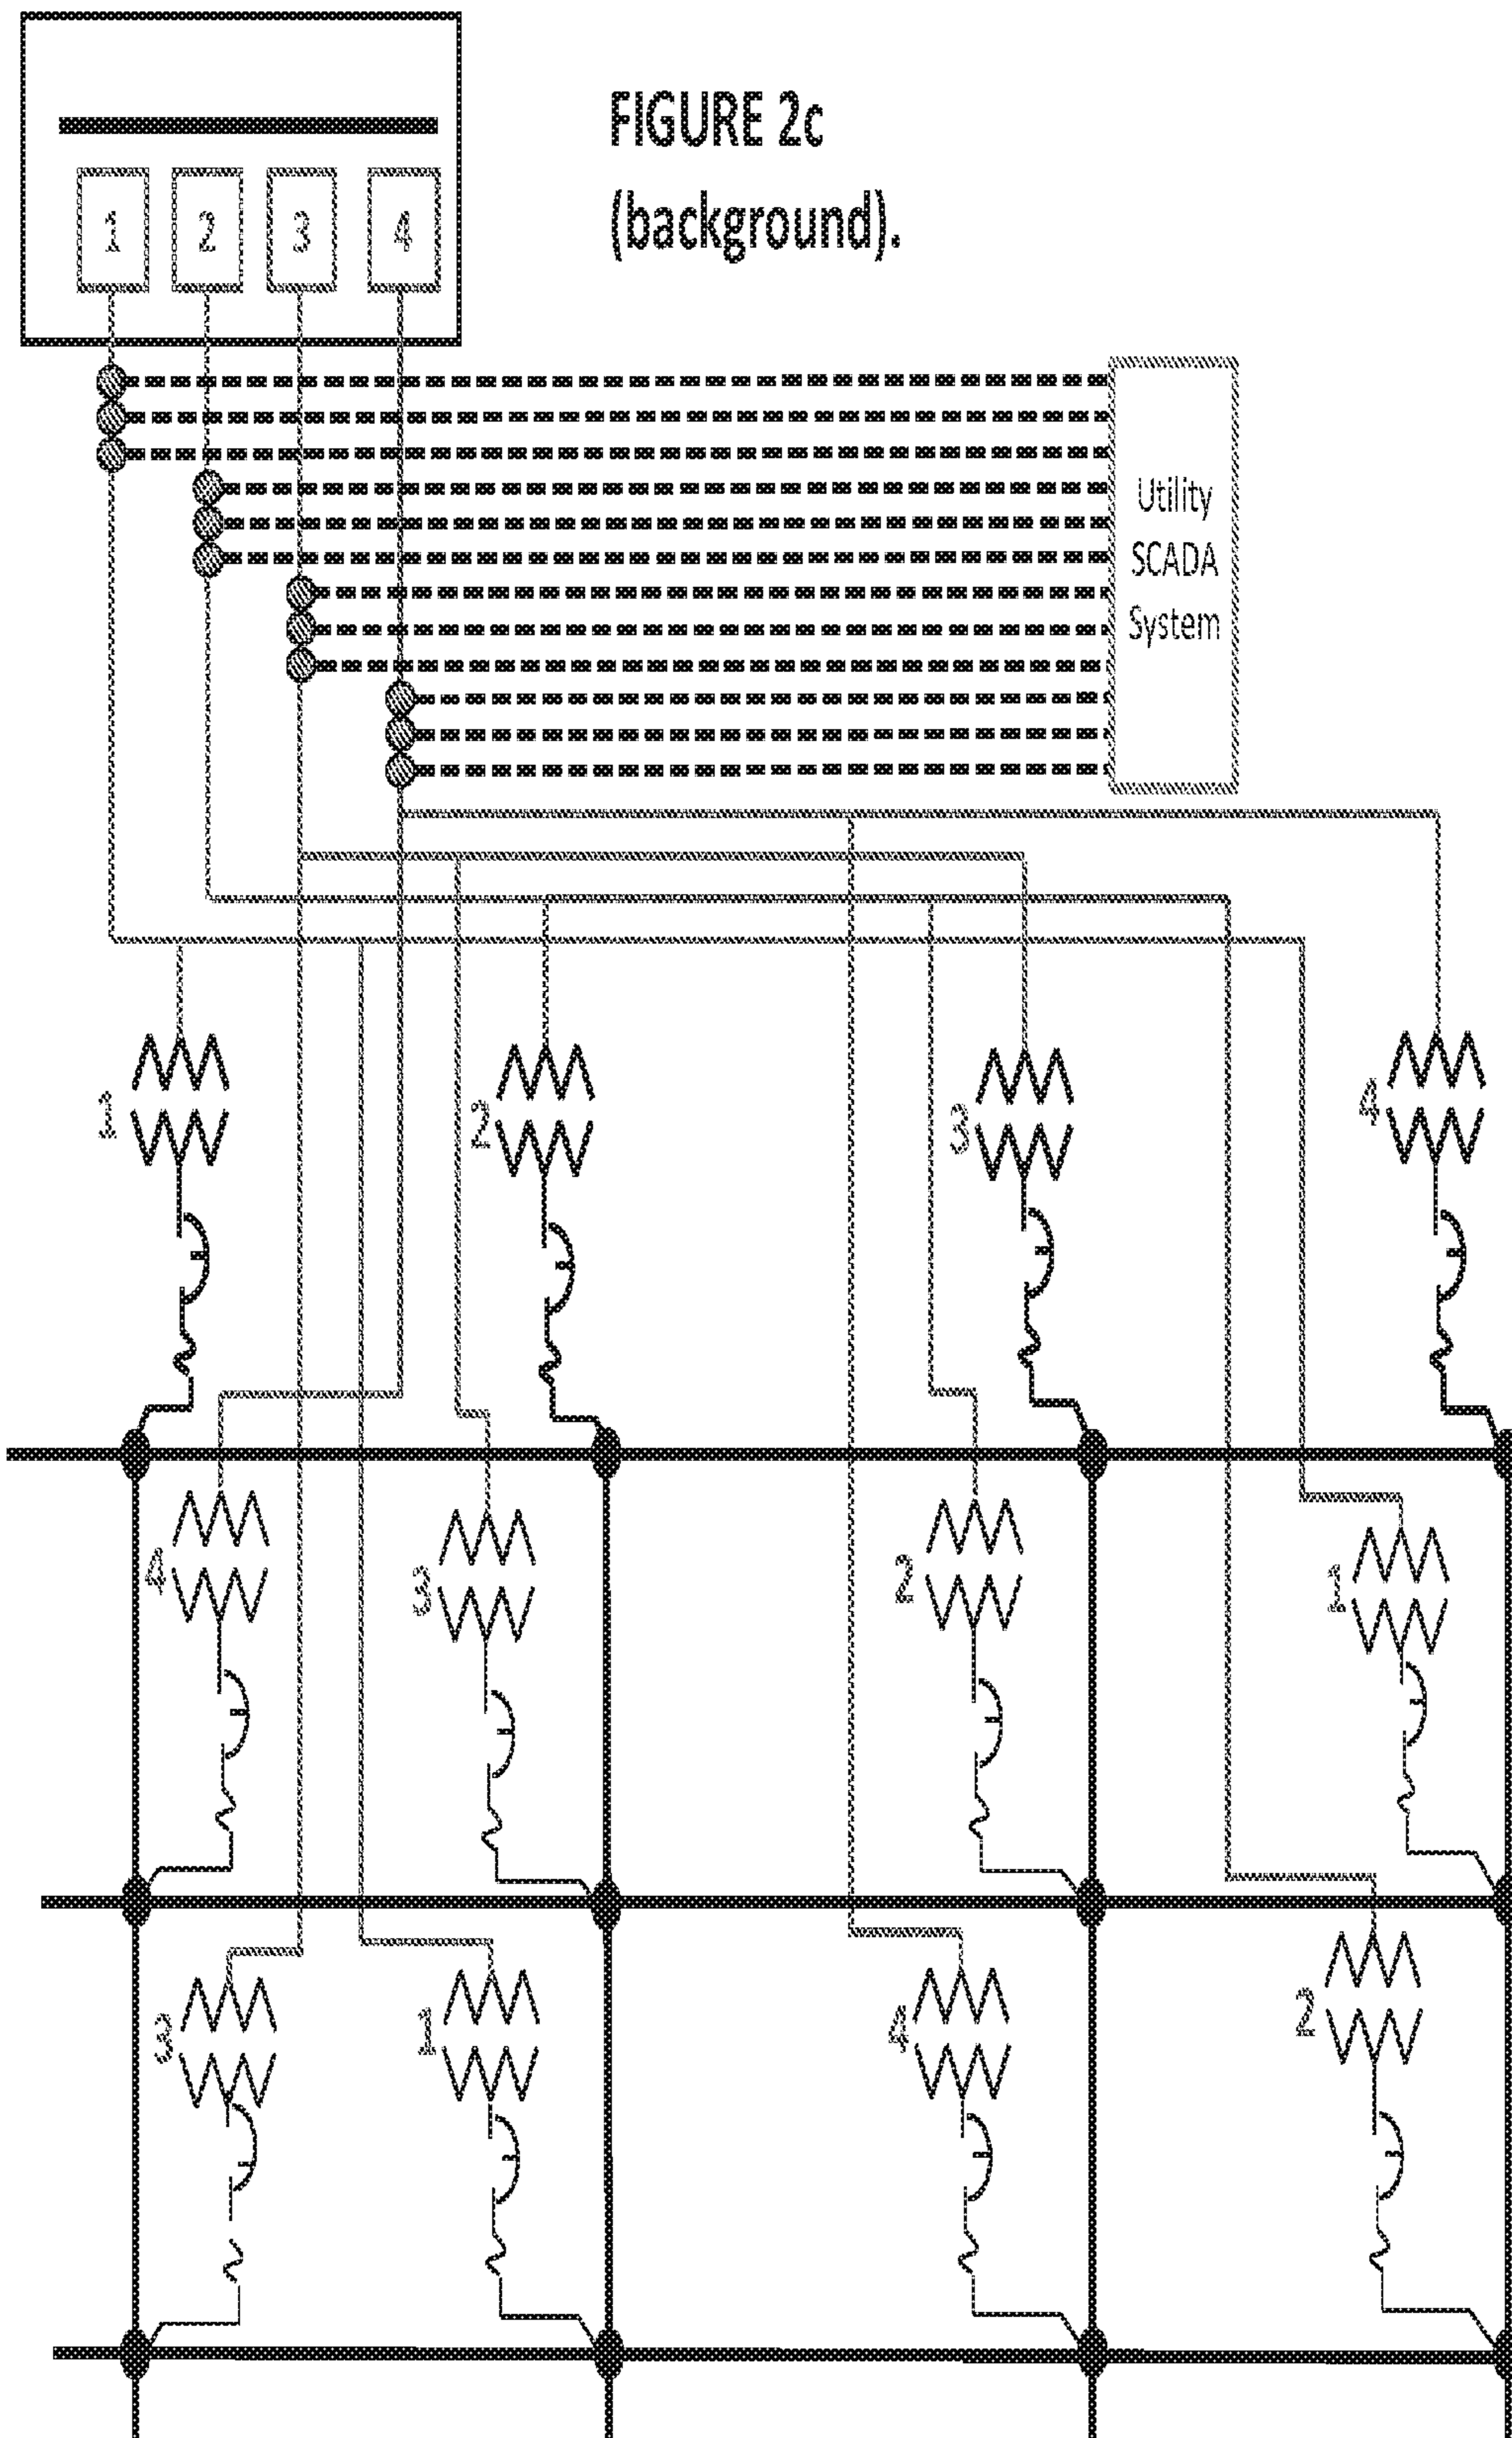 FIGURE 2c
(background).
1 2 3 4
Utility
SCADA
System
1 2 3 4
4 3 2 1
3 1 4 2